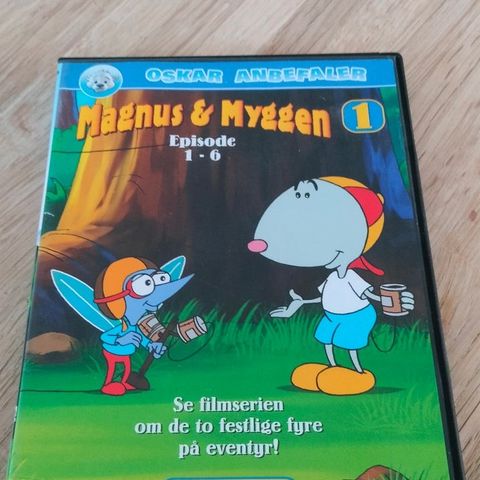 OSKAR ANBEFALER
Magnus & Myggen 1
Episode
1 - 6
Se filmserien
om de to festlige fyre
på eventyr!